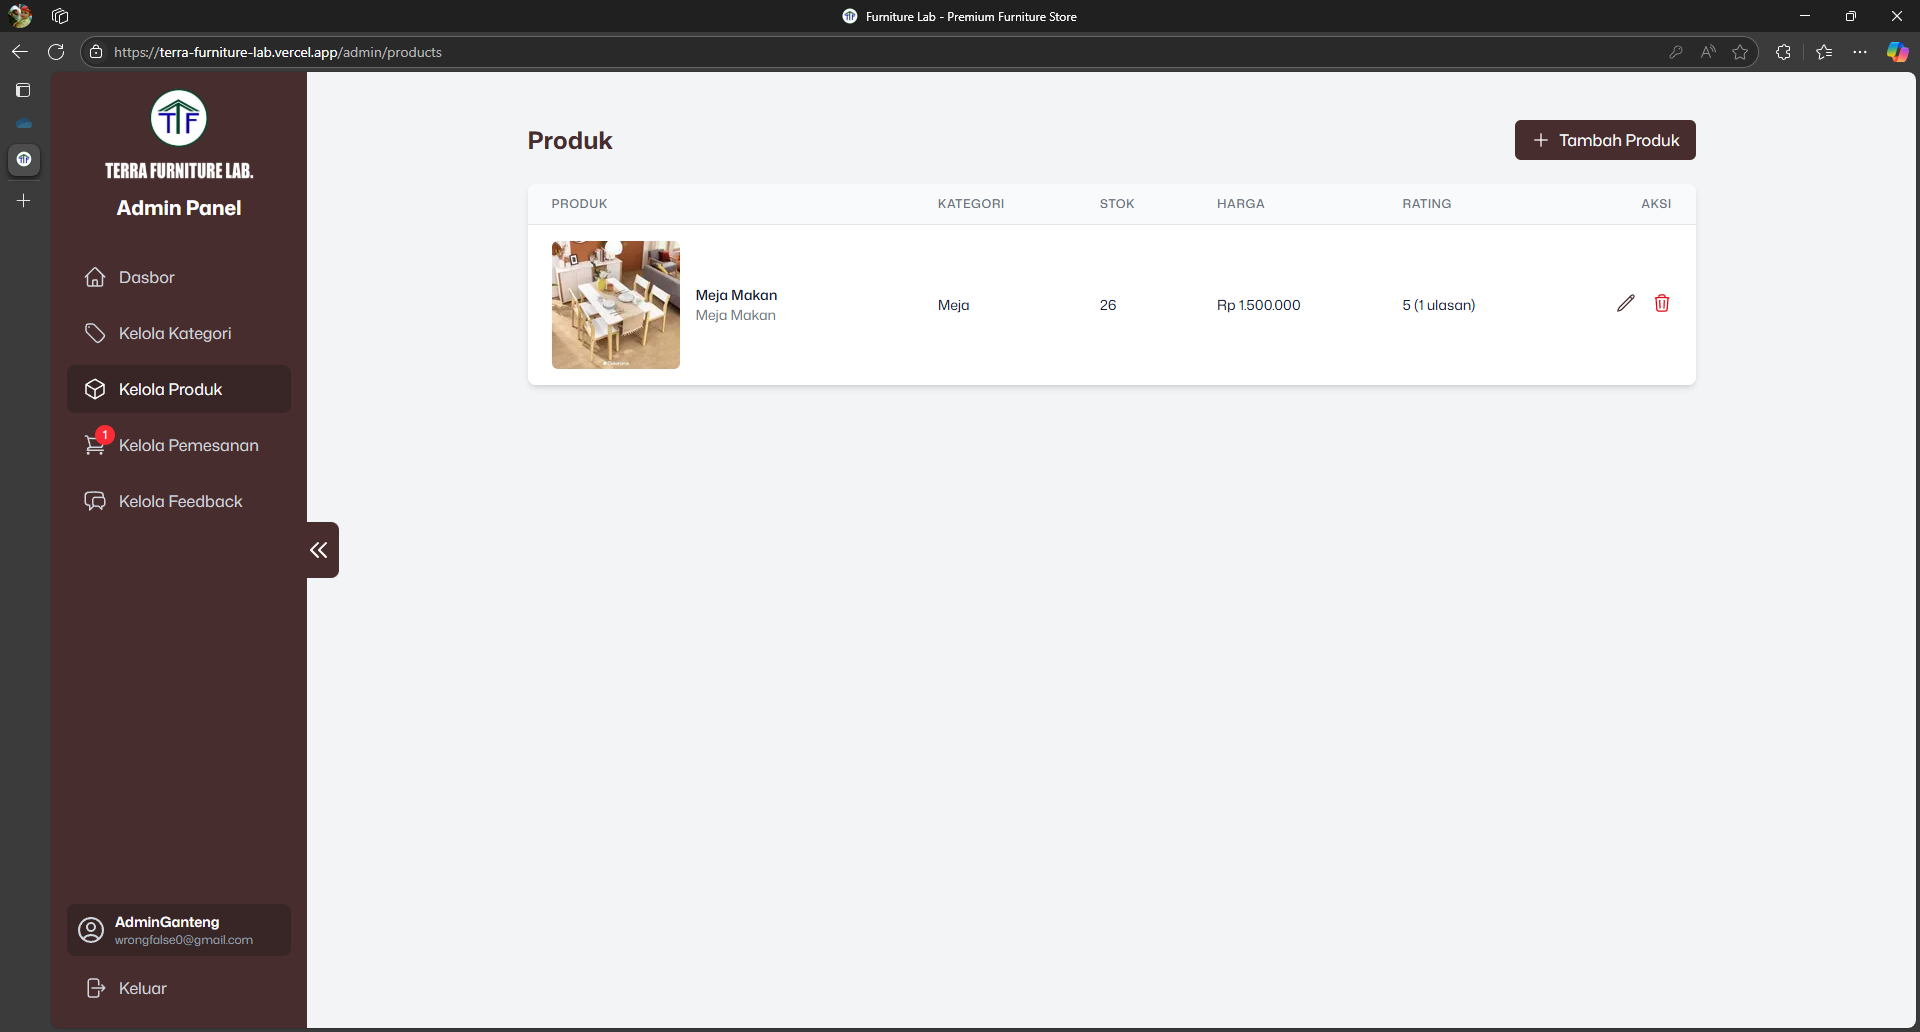 Furniture Lab - Premium Furniture Store
https://terra-furniture-lab.vercel.app/admin/products
TF
TERRA FURNITURE LAB.
Admin Panel
Dasbor
Kelola Kategori
Kelola Produk
1
Kelola Pemesanan
Kelola Feedback
AdminGanteng
wrongfalse0@gmail.com
Keluar
Produk
Tambah Produk
PRODUK KATEGORI STOK HARGA RATING AKSI
Meja Makan
Meja Makan
Meja 26 Rp 1.500.000 5 (1 ulasan)